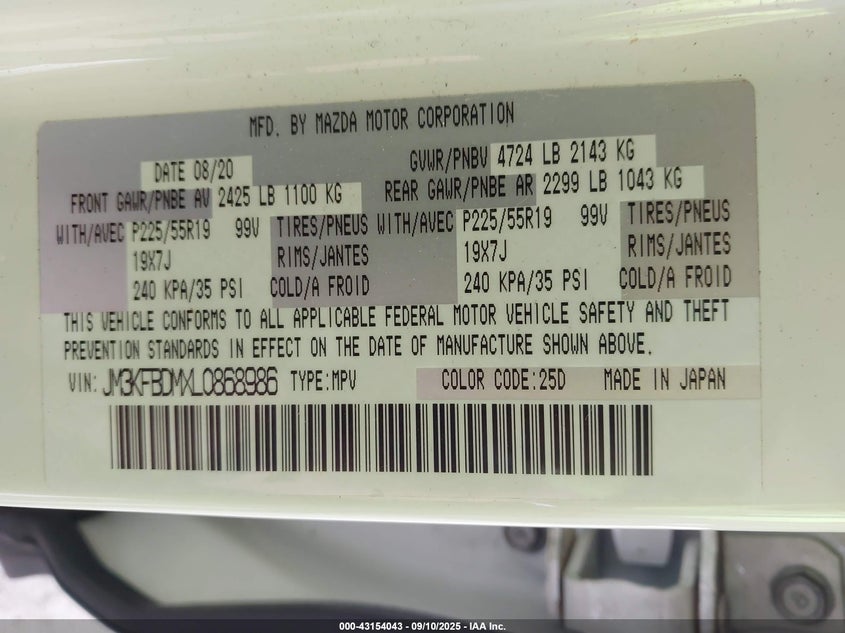 MFD. BY MAZDA MOTOR CORPORATION
DATE 08/20 GVWR/PNBV 4724 LB 2143 KG
FRONT GAWR/PNBE AV 2425 LB 1100 KG REAR GAWR/PNBE AR 2299 LB 1043 KG
WITH/AVEC P225/55R19 99V TIRES/PNEUS WITH/AVEC P225/55R19 99V TIRES/PNEUS
19X7J RIMS/JANTES 19X7J RIMS/JANTES
240 KPA/35 PSI COLD/A FROID 240 KPA/35 PSI COLD/A FROID
THIS VEHICLE CONFORMS TO ALL APPLICABLE FEDERAL MOTOR VEHICLE SAFETY AND THEFT
PREVENTION STANDARDS IN EFFECT ON THE DATE OF MANUFACTURE SHOWN ABOVE.
VIN: JM3KFBDMXL0868986 TYPE:MPV COLOR CODE:25D MADE IN JAPAN
000-43154043 - 09/10/2025 - IAA Inc.